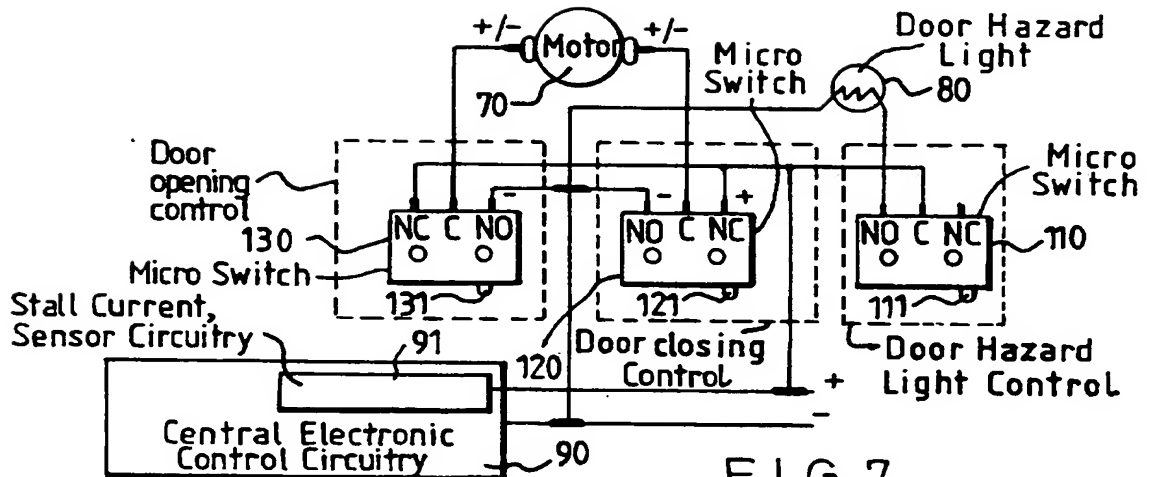 +/-
Motor
+/-
70
Micro
Switch
Door Hazard
Light
80
Door
opening
control
130
Micro Switch
-
NC C NO
131
- +
NO C NC
121
120
Door closing
Control
Micro
Switch
NO C NC
110
111
Door Hazard
Light Control
Stall Current,
Sensor Circuitry
91
+
-
Central Electronic
Control Circuitry
90
FIG 7